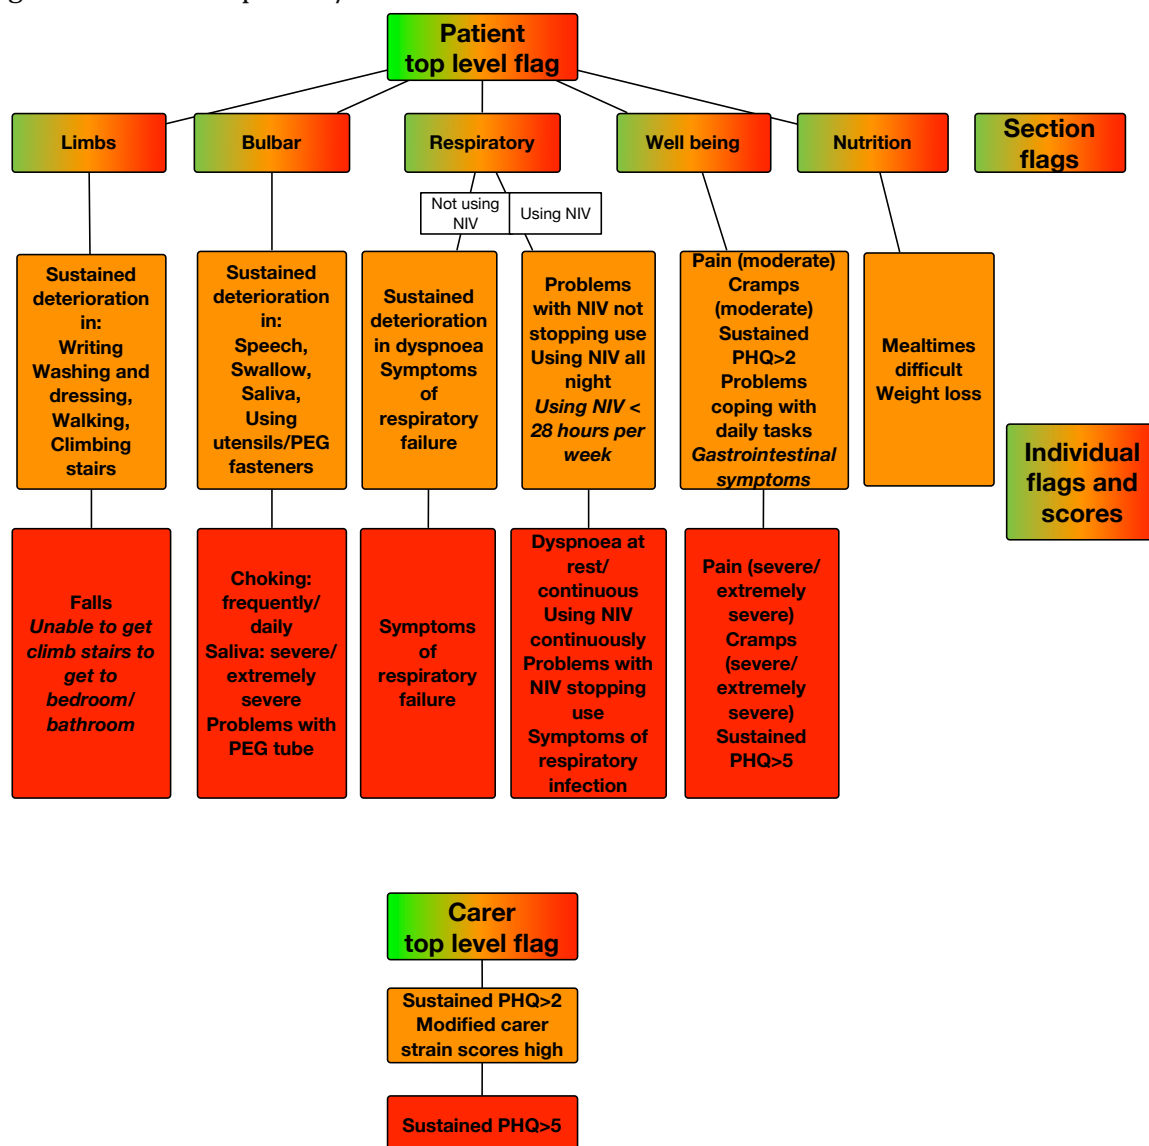 Patient
top level flag
Limbs
Bulbar
Respiratory
Well being
Nutrition
Section
flags
Not using
NIV
Using NIV
Sustained
deterioration
in:
Writing
Washing and
dressing,
Walking,
Climbing
stairs
Sustained
deterioration
in:
Speech,
Swallow,
Saliva,
Using
utensils/PEG
fasteners
Sustained
deterioration
in dyspnoea
Symptoms
of
respiratory
failure
Problems
with NIV not
stopping use
Using NIV all
night
Using NIV <
28 hours per
week
Pain (moderate)
Cramps
(moderate)
Sustained
PHQ>2
Problems
coping with
daily tasks
Gastrointestinal
symptoms
Mealtimes
difficult
Weight loss
Individual
flags and
scores
Falls
Unable to get
climb stairs to
get to
bedroom/
bathroom
Choking:
frequently/
daily
Saliva: severe/
extremely
severe
Problems with
PEG tube
Symptoms
of
respiratory
failure
Dyspnoea at
rest/
continuous
Using NIV
continuously
Problems with
NIV stopping
use
Symptoms of
respiratory
infection
Pain (severe/
extremely
severe)
Cramps
(severe/
extremely
severe)
Sustained
PHQ>5
Carer
top level flag
Sustained PHQ>2
Modified carer
strain scores high
Sustained PHQ>5